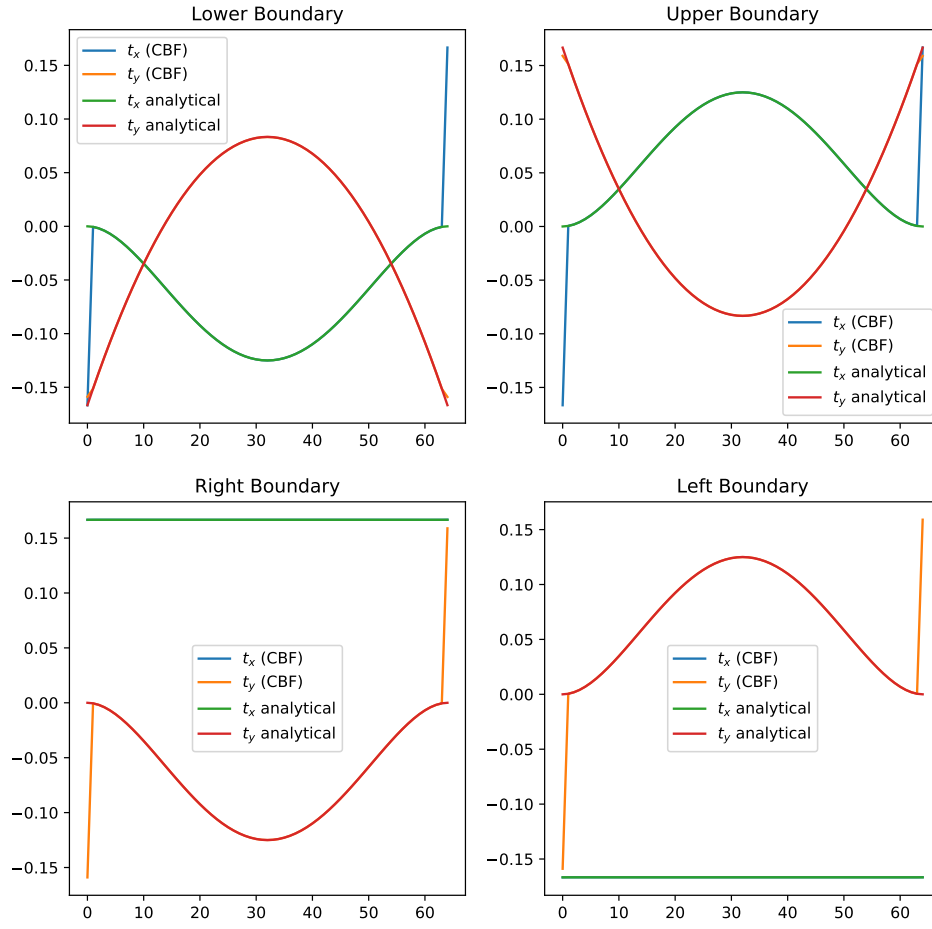 Lower Boundary
0.15
0.10
0.05
0.00
−0.05
−0.10
−0.15
0 10 20 30 40 50 60
t_x (CBF)
t_y (CBF)
t_x analytical
t_y analytical
Upper Boundary
0.15
0.10
0.05
0.00
−0.05
−0.10
−0.15
0 10 20 30 40 50 60
t_x (CBF)
t_y (CBF)
t_x analytical
t_y analytical
Right Boundary
0.15
0.10
0.05
0.00
−0.05
−0.10
−0.15
0 10 20 30 40 50 60
t_x (CBF)
t_y (CBF)
t_x analytical
t_y analytical
Left Boundary
0.15
0.10
0.05
0.00
−0.05
−0.10
−0.15
0 10 20 30 40 50 60
t_x (CBF)
t_y (CBF)
t_x analytical
t_y analytical